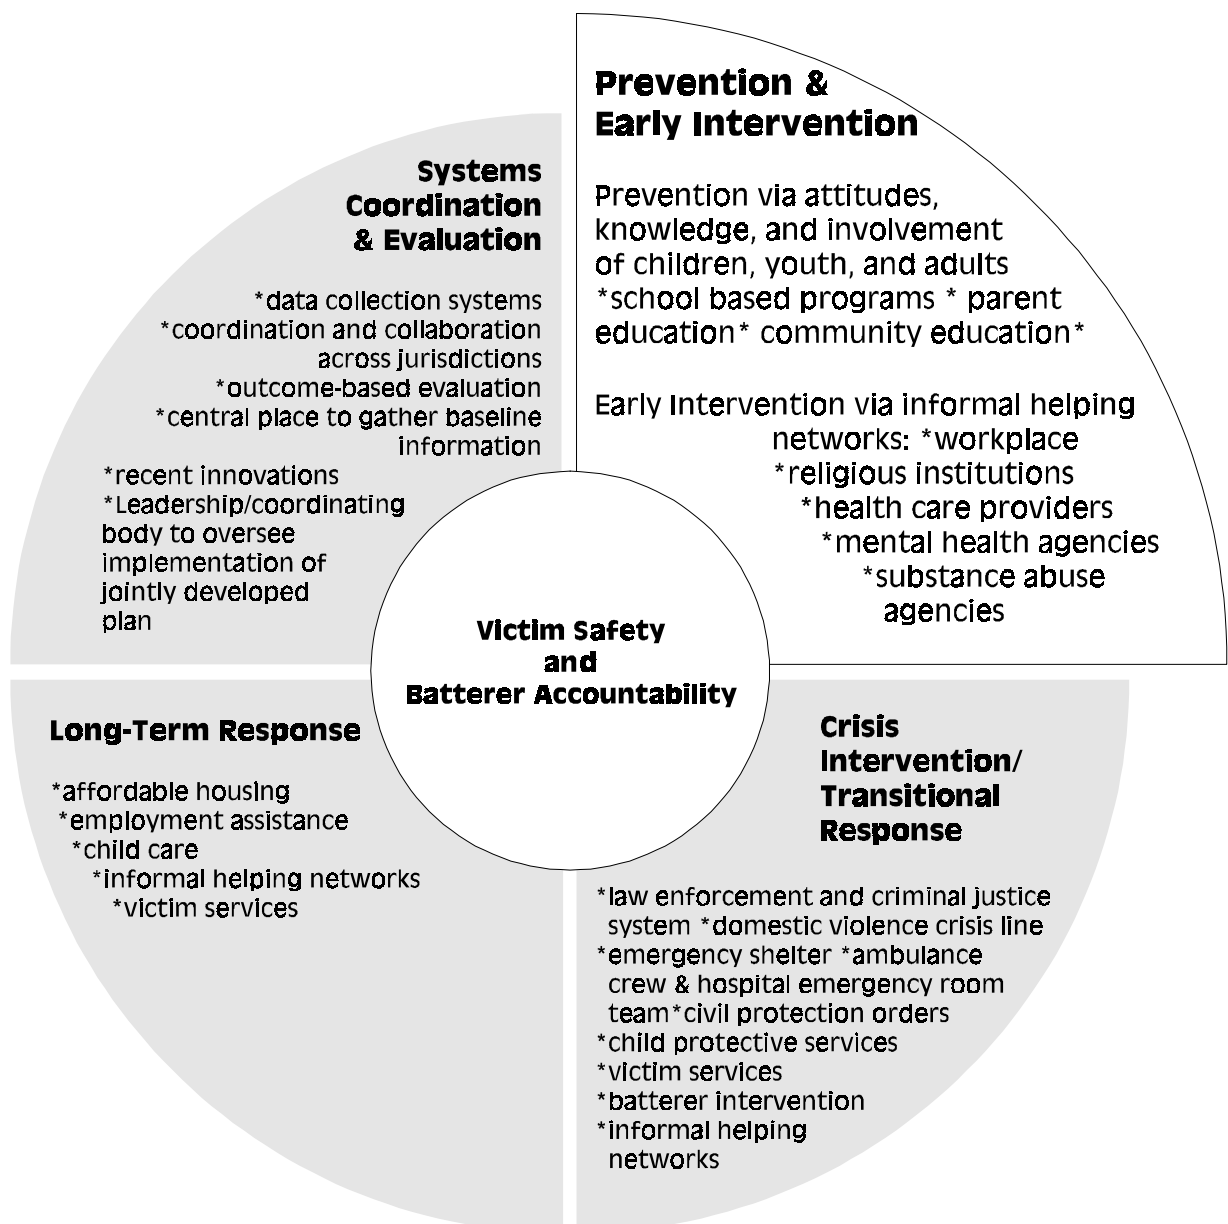 Prevention &
Early Intervention
Prevention via attitudes,
knowledge, and involvement
of children, youth, and adults
*school based programs * parent
education* community education*
Early Intervention via informal helping
networks: *workplace
*religious institutions
*health care providers
*mental health agencies
*substance abuse
agencies
Systems
Coordination
& Evaluation
*data collection systems
*coordination and collaboration
across jurisdictions
*outcome-based evaluation
*central place to gather baseline
information
*recent innovations
*Leadership/coordinating
body to oversee
implementation of
jointly developed
plan
Victim Safety
and
Batterer Accountability
Long-Term Response
*affordable housing
*employment assistance
*child care
*informal helping networks
*victim services
Crisis
Intervention/
Transitional
Response
*law enforcement and criminal justice
system *domestic violence crisis line
*emergency shelter *ambulance
crew & hospital emergency room
team*civil protection orders
*child protective services
*victim services
*batterer intervention
*informal helping
networks